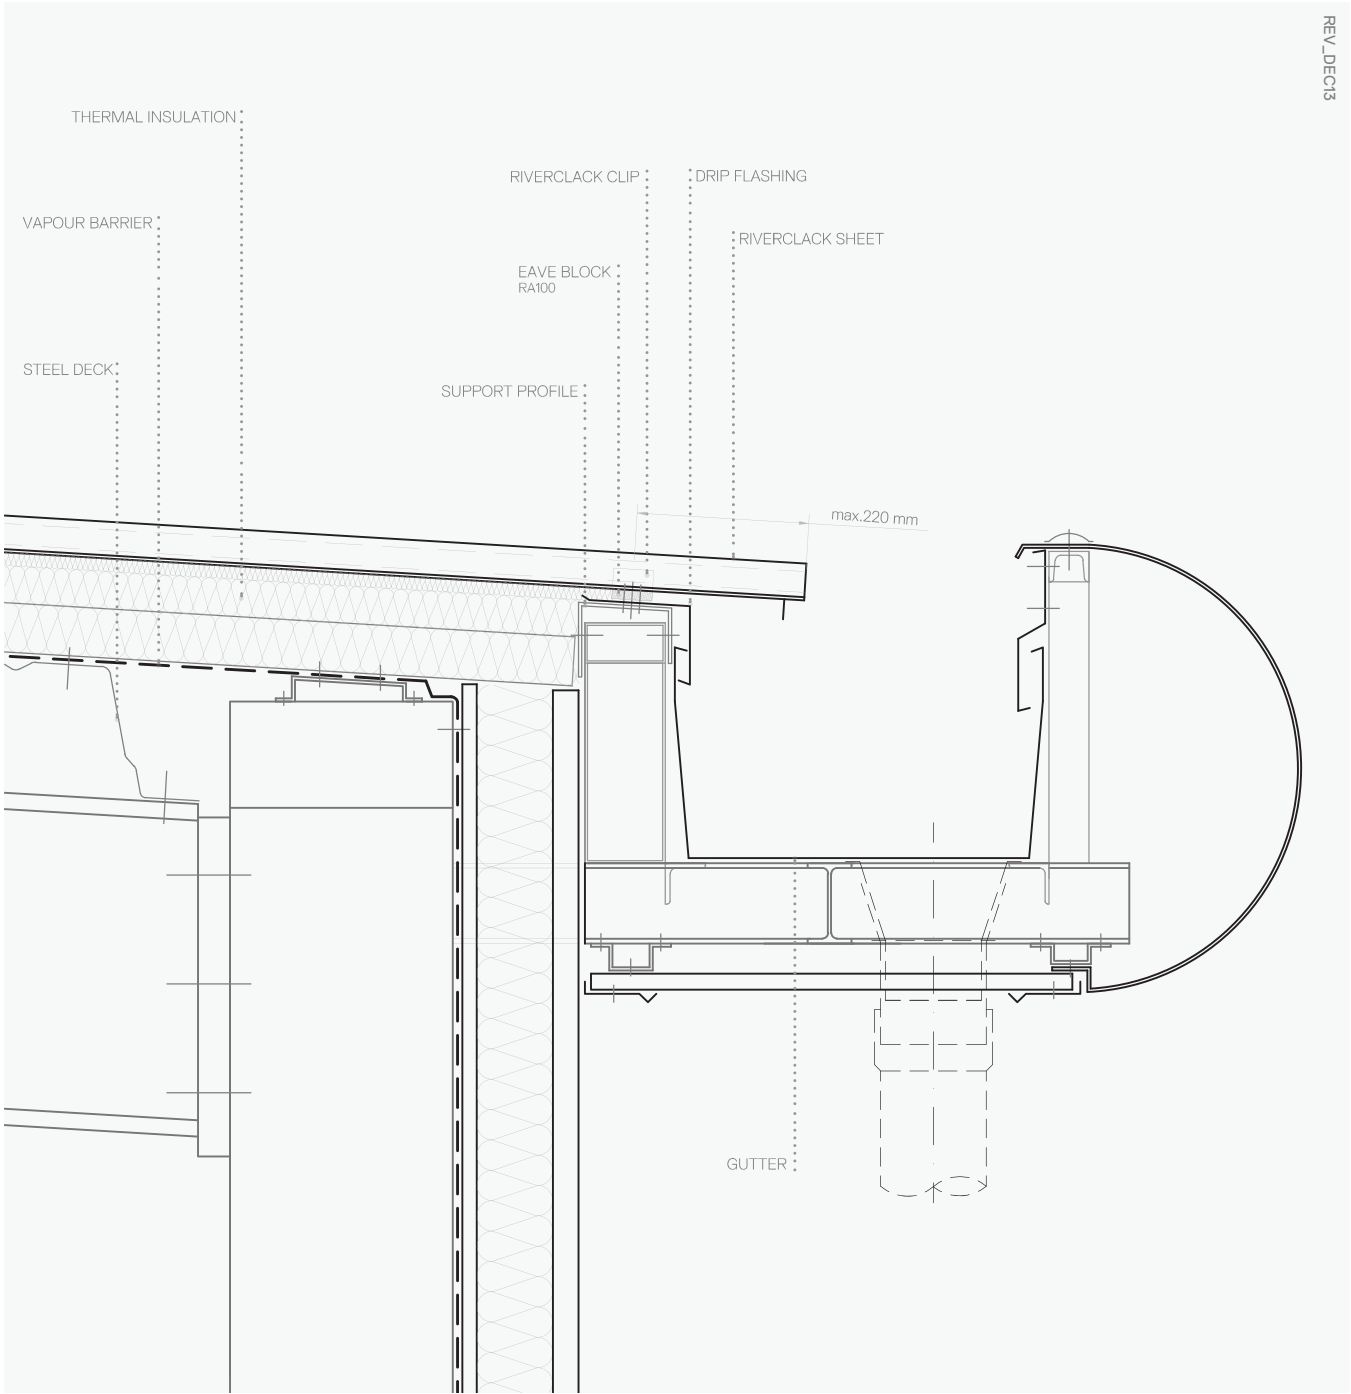 REV_DEC13
THERMAL INSULATION
RIVERCLACK CLIP
DRIP FLASHING
VAPOUR BARRIER
RIVERCLACK SHEET
EAVE BLOCK
RA100
STEEL DECK
SUPPORT PROFILE
max.220 mm
GUTTER